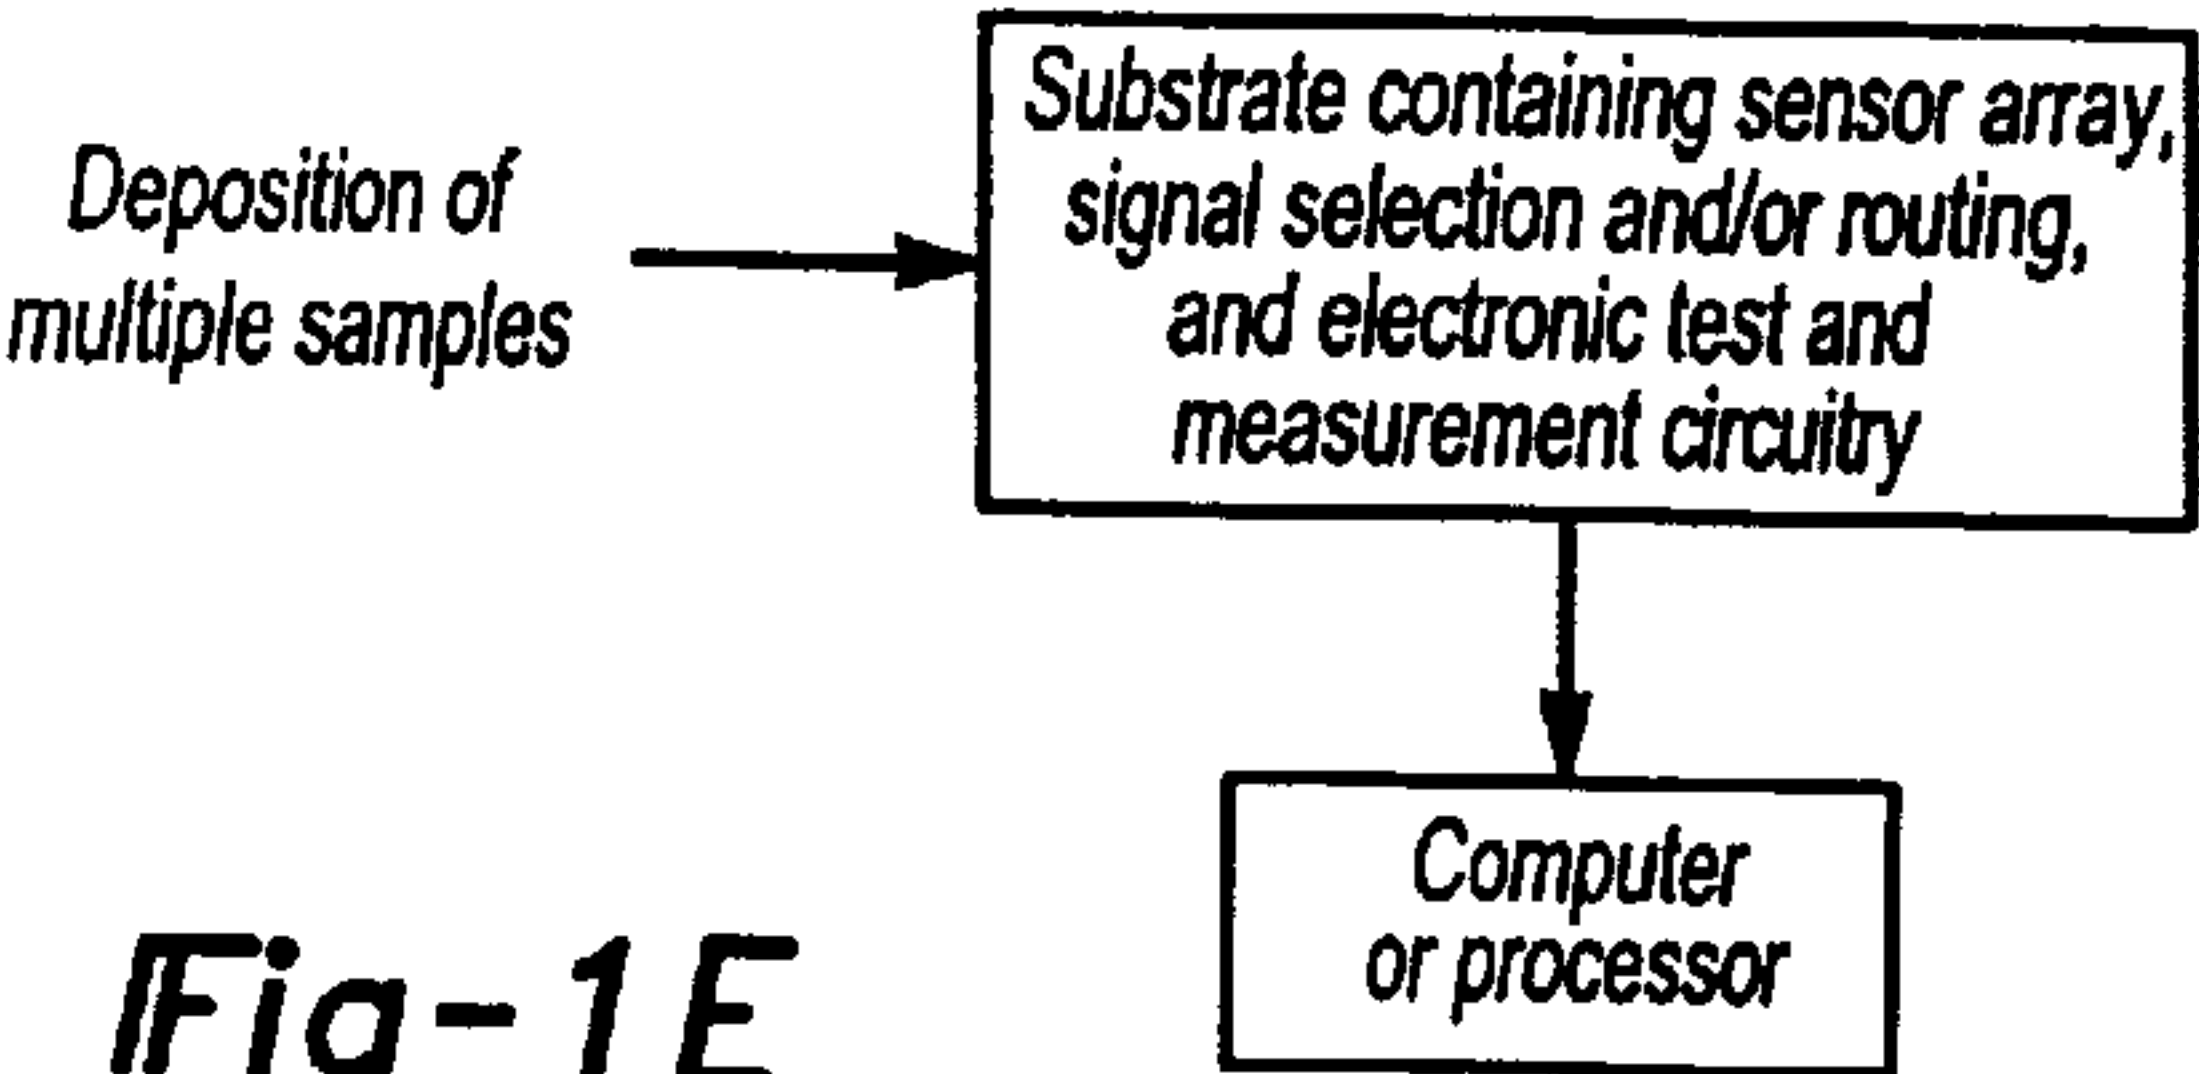 Deposition of
multiple samples
Substrate containing sensor array,
signal selection and/or routing,
and electronic test and
measurement circuitry
Computer
or processor
Fig-1E